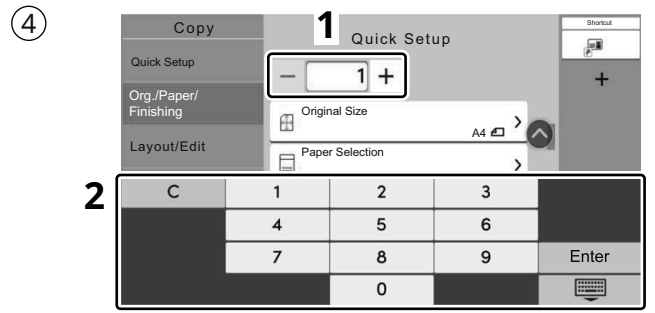 ④
Copy
Quick Setup
Org./Paper/
Finishing
Layout/Edit
1
Quick Setup
− 1 +
Original Size
A4
Paper Selection
Shortcut
+
2
C 1 2 3
4 5 6
7 8 9 Enter
0